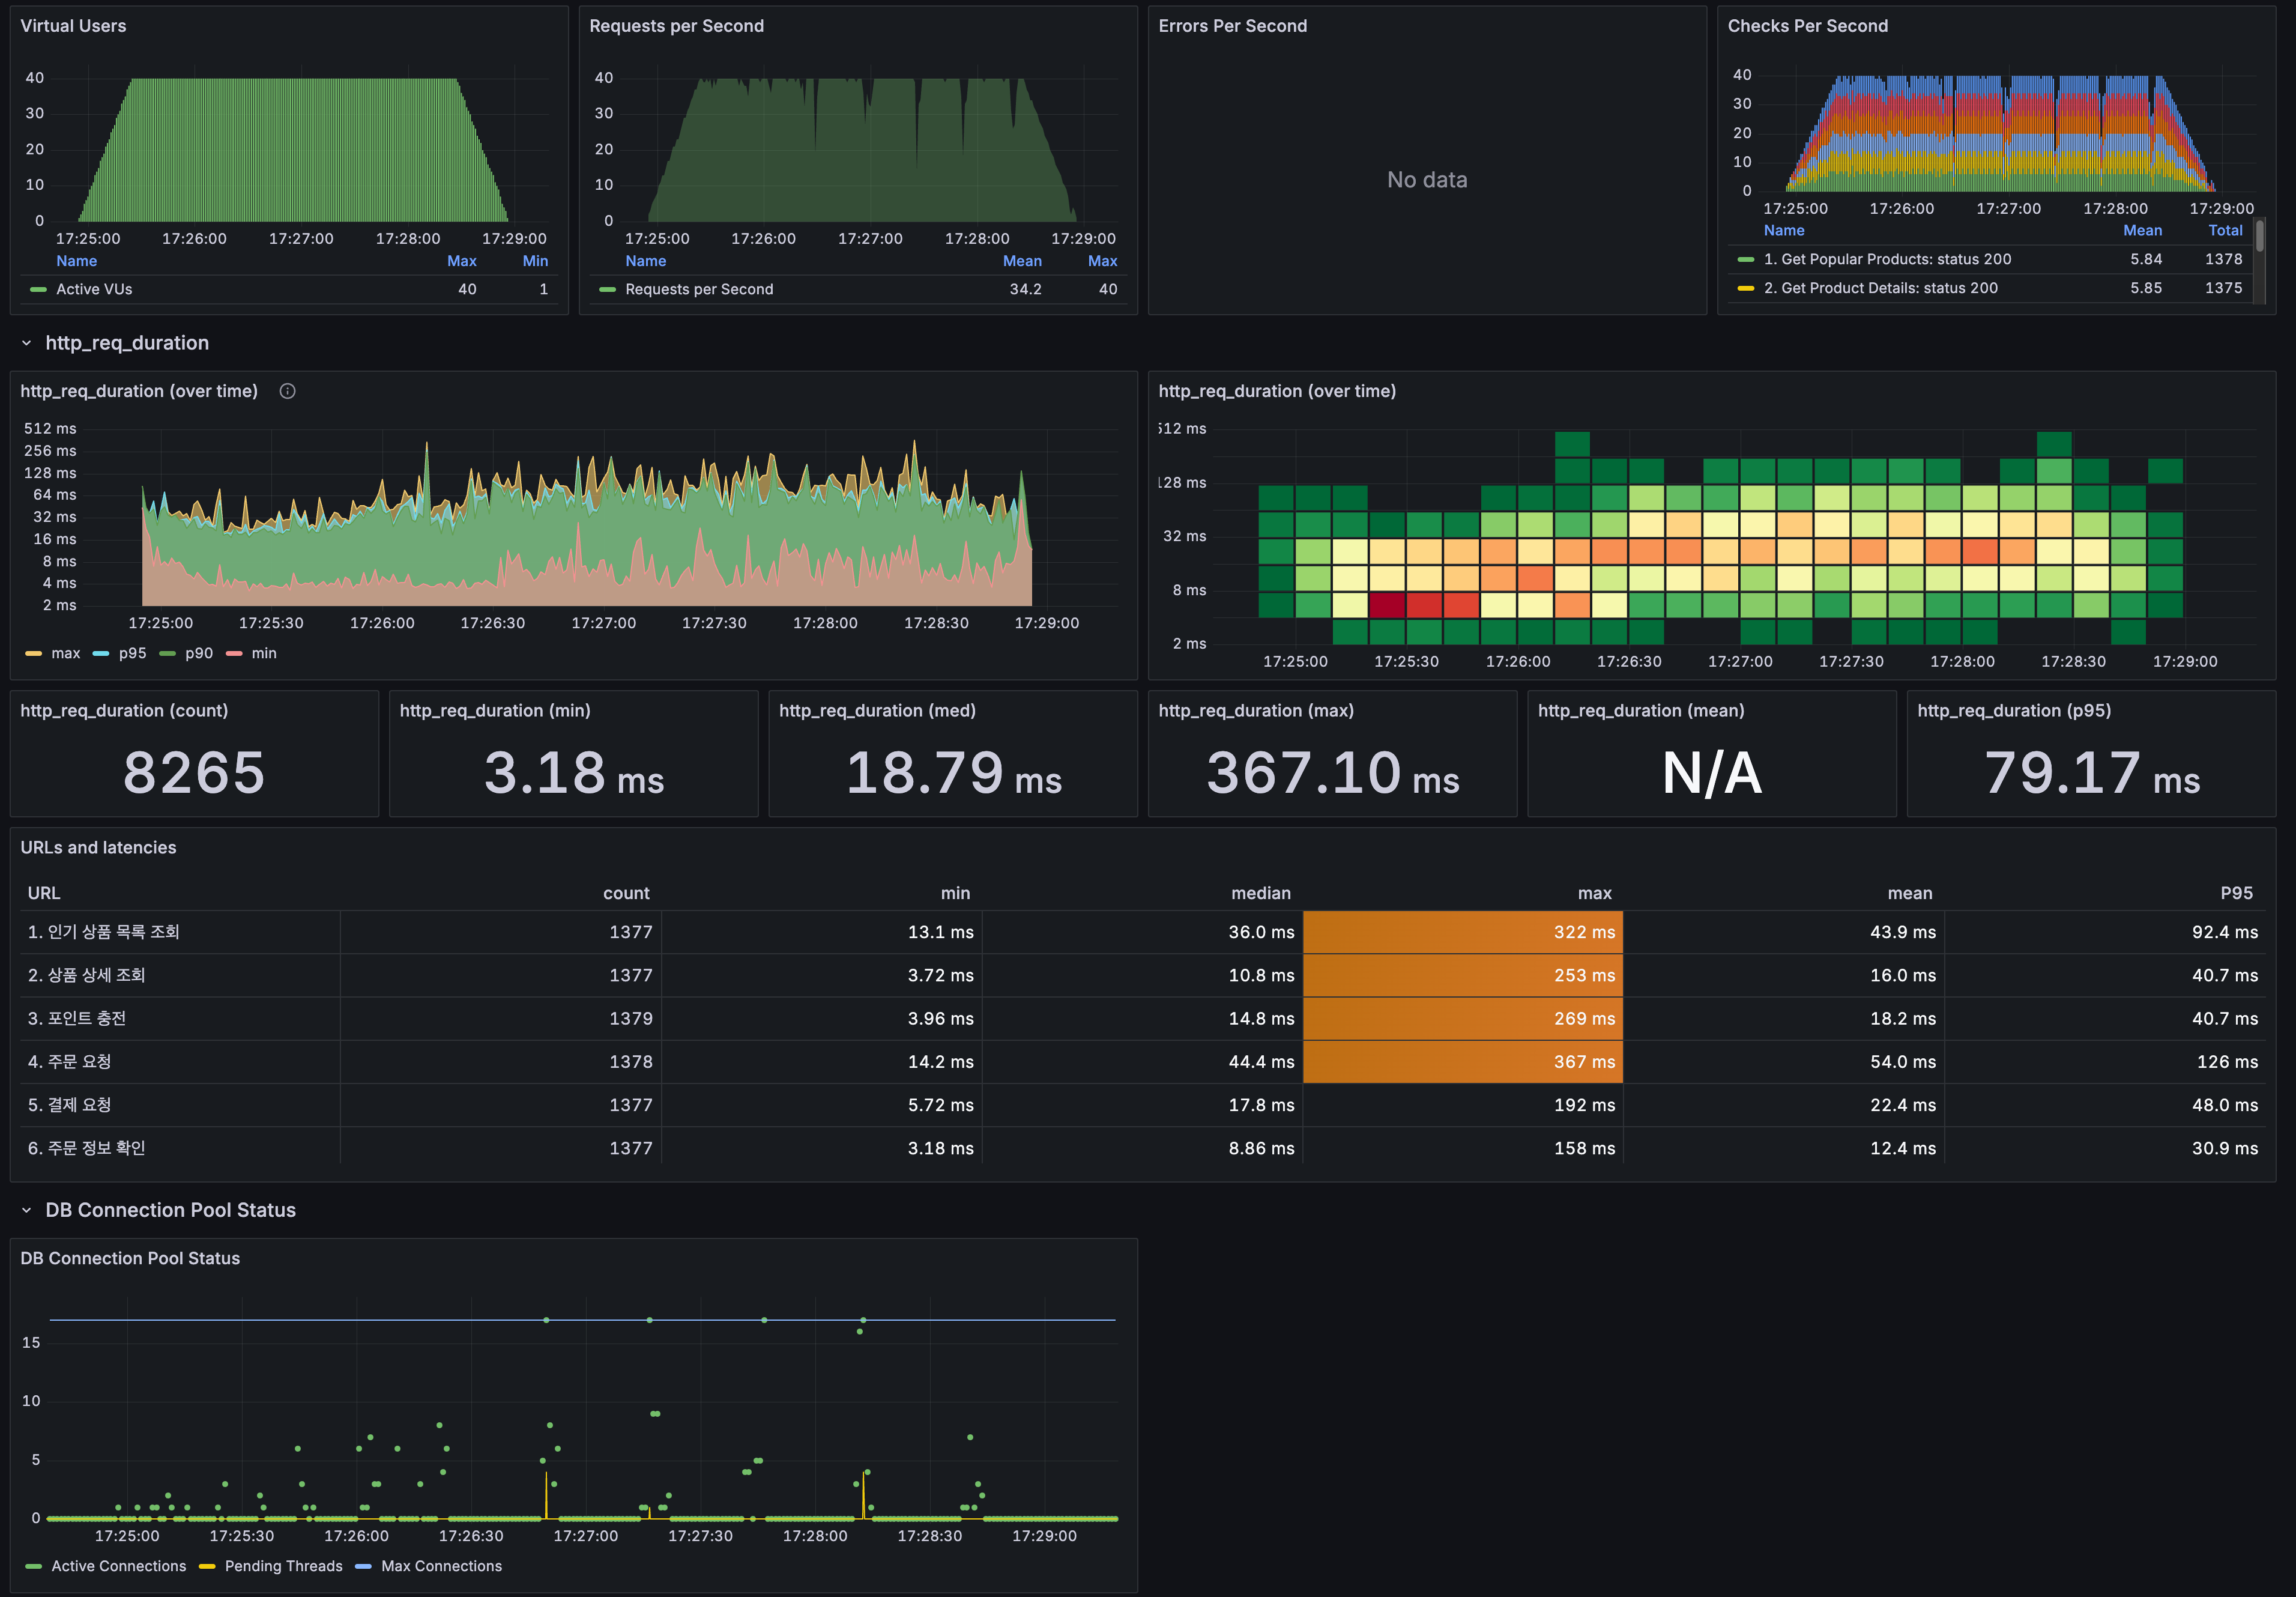 Virtual Users
40
30
20
10
0
17:25:00 17:26:00 17:27:00 17:28:00 17:29:00
Name Max Min
Active VUs 40 1
Requests per Second
40
30
20
10
0
17:25:00 17:26:00 17:27:00 17:28:00 17:29:00
Name Mean Max
Requests per Second 34.2 40
Errors Per Second
No data
Checks Per Second
40
30
20
10
0
17:25:00 17:26:00 17:27:00 17:28:00 17:29:00
Name Mean Total
1. Get Popular Products: status 200 5.84 1378
2. Get Product Details: status 200 5.85 1375
http_req_duration
http_req_duration (over time)
512 ms
256 ms
128 ms
64 ms
32 ms
16 ms
8 ms
4 ms
2 ms
17:25:00 17:25:30 17:26:00 17:26:30 17:27:00 17:27:30 17:28:00 17:28:30 17:29:00
max p95 p90 min
http_req_duration (over time)
512 ms
128 ms
32 ms
8 ms
2 ms
17:25:00 17:25:30 17:26:00 17:26:30 17:27:00 17:27:30 17:28:00 17:28:30 17:29:00
http_req_duration (count)
8265
http_req_duration (min)
3.18 ms
http_req_duration (med)
18.79 ms
http_req_duration (max)
367.10 ms
http_req_duration (mean)
N/A
http_req_duration (p95)
79.17 ms
URLs and latencies
URL count min median max mean P95
1. 인기 상품 목록 조회 1377 13.1 ms 36.0 ms 322 ms 43.9 ms 92.4 ms
2. 상품 상세 조회 1377 3.72 ms 10.8 ms 253 ms 16.0 ms 40.7 ms
3. 포인트 충전 1379 3.96 ms 14.8 ms 269 ms 18.2 ms 40.7 ms
4. 주문 요청 1378 14.2 ms 44.4 ms 367 ms 54.0 ms 126 ms
5. 결제 요청 1377 5.72 ms 17.8 ms 192 ms 22.4 ms 48.0 ms
6. 주문 정보 확인 1377 3.18 ms 8.86 ms 158 ms 12.4 ms 30.9 ms
DB Connection Pool Status
DB Connection Pool Status
15
10
5
0
17:25:00 17:25:30 17:26:00 17:26:30 17:27:00 17:27:30 17:28:00 17:28:30 17:29:00
Active Connections Pending Threads Max Connections